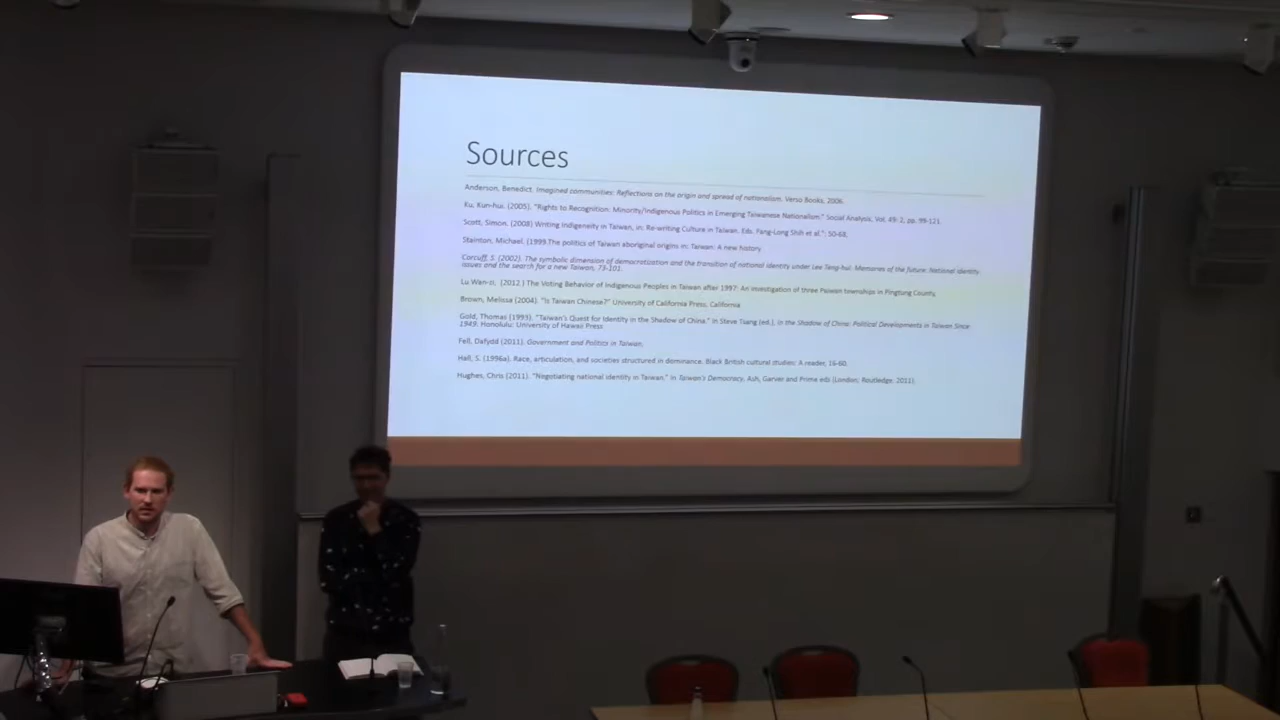 Sources
Anderson, Benedict. Imagined communities: Reflections on the origin and spread of nationalism. Verso Books, 2006.
Ku, Kun-hui. (2005). "Rights to Recognition: Minority/Indigenous Politics in Emerging Taiwanese Nationalism." Social Analysis, Vol. 49: 2, pp. 99-121.
Scott, Simon. (2008) Writing Indigeneity in Taiwan, in: Re-writing Culture in Taiwan. Eds. Fang-Long Shih et al.": 50-68.
Stainton, Michael. (1999.The politics of Taiwan aboriginal origins in: Taiwan: A new history
Corcuff, S. (2002). The symbolic dimension of democratization and the transition of national identity under Lee Teng-hui. Memories of the future: National identity
issues and the search for a new Taiwan, 73-101.
Lu Wan-zi, (2012.) The Voting Behavior of Indigenous Peoples in Taiwan after 1997: An investigation of three Paiwan townships in Pingtung County.
Brown, Melissa (2004). "Is Taiwan Chinese?" University of California Press, California
Gold, Thomas (1993). "Taiwan's Quest for Identity in the Shadow of China." in Steve Tsang (ed.), In the Shadow of China: Political Developments in Taiwan Since
1949. Honolulu: University of Hawaii Press
Fell, Dafydd (2011). Government and Politics in Taiwan.
Hall, S. (1996a). Race, articulation, and societies structured in dominance. Black British cultural studies: A reader, 16-60.
Hughes, Chris (2011). "Negotiating national identity in Taiwan." in Taiwan's Democracy. Ash, Garver and Prime eds (London: Routledge. 2011).